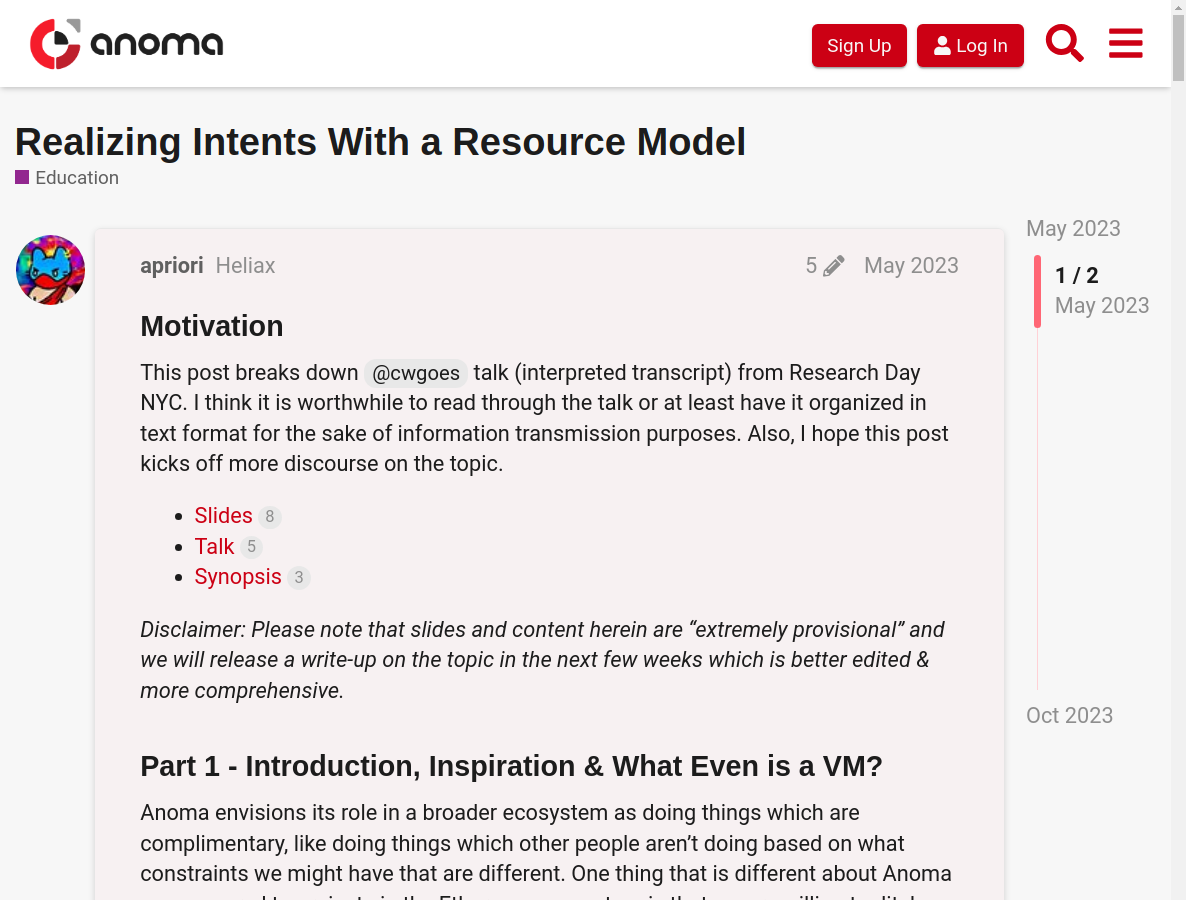 anoma
Sign Up
Log In
Realizing Intents With a Resource Model
Education
May 2023
apriori Heliax 5 May 2023
1 / 2
May 2023
Motivation
This post breaks down @cwgoes talk (interpreted transcript) from Research Day
NYC. I think it is worthwhile to read through the talk or at least have it organized in
text format for the sake of information transmission purposes. Also, I hope this post
kicks off more discourse on the topic.
Slides 8
Talk 5
Synopsis 3
Disclaimer: Please note that slides and content herein are “extremely provisional” and
we will release a write-up on the topic in the next few weeks which is better edited &
more comprehensive.
Oct 2023
Part 1 - Introduction, Inspiration & What Even is a VM?
Anoma envisions its role in a broader ecosystem as doing things which are
complimentary, like doing things which other people aren’t doing based on what
constraints we might have that are different. One thing that is different about Anoma